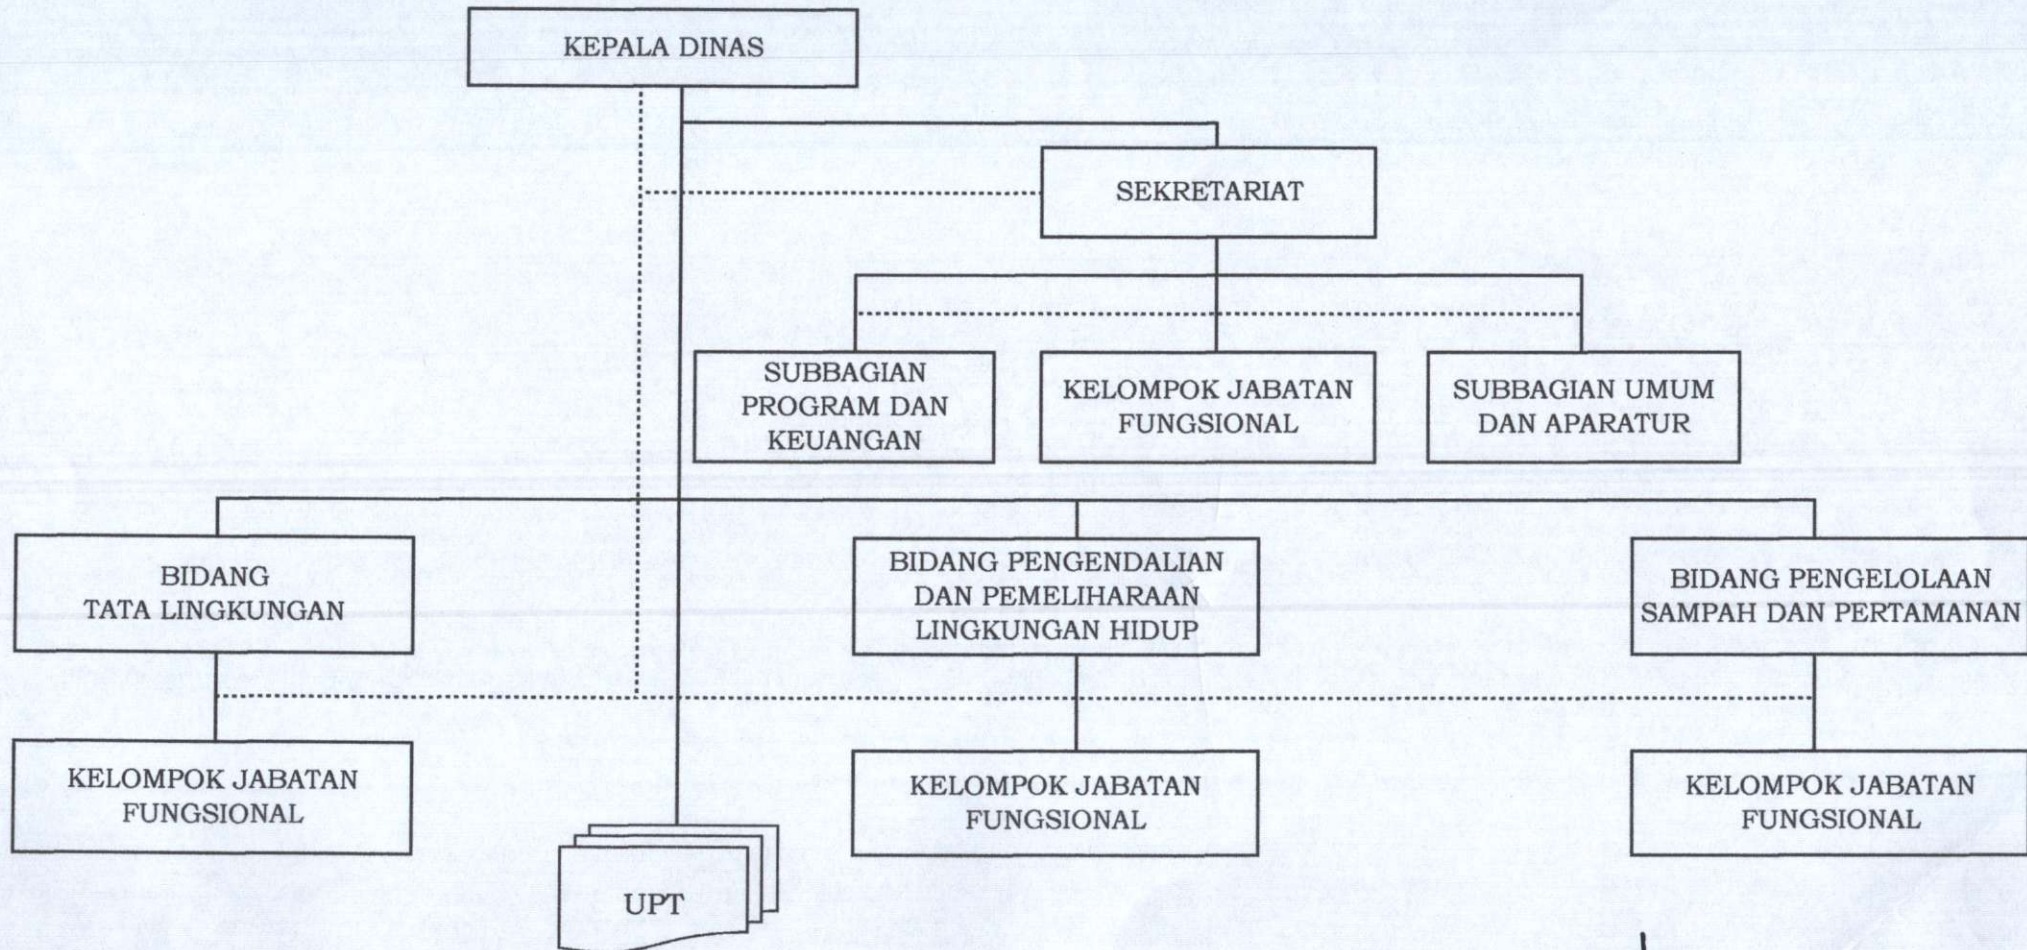 KEPALA DINAS
SEKRETARIAT
SUBBAGIAN
PROGRAM DAN
KEUANGAN
KELOMPOK JABATAN
FUNGSIONAL
SUBBAGIAN UMUM
DAN APARATUR
BIDANG
TATA LINGKUNGAN
BIDANG PENGENDALIAN
DAN PEMELIHARAAN
LINGKUNGAN HIDUP
BIDANG PENGELOLAAN
SAMPAH DAN PERTAMANAN
KELOMPOK JABATAN
FUNGSIONAL
KELOMPOK JABATAN
FUNGSIONAL
KELOMPOK JABATAN
FUNGSIONAL
UPT